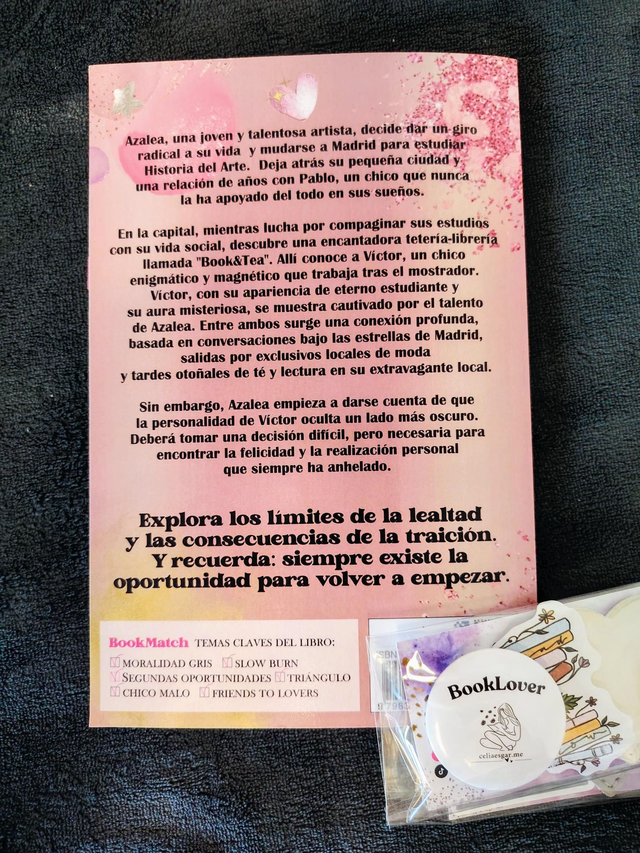 Azalea, una joven y talentosa artista, decide dar un giro
radical a su vida y mudarse a Madrid para estudiar
Historia del Arte. Deja atrás su pequeña ciudad y
una relación de años con Pablo, un chico que nunca
la ha apoyado del todo en sus sueños.
En la capital, mientras lucha por compaginar sus estudios
con su vida social, descubre una encantadora tetería-librería
llamada "Book&Tea". Allí conoce a Víctor, un chico
enigmático y magnético que trabaja tras el mostrador.
Víctor, con su apariencia de eterno estudiante y
su aura misteriosa, se muestra cautivado por el talento
de Azalea. Entre ambos surge una conexión profunda,
basada en conversaciones bajo las estrellas de Madrid,
salidas por exclusivos locales de moda
y tardes otoñales de té y lectura en su extravagante local.
Sin embargo, Azalea empieza a darse cuenta de que
la personalidad de Víctor oculta un lado más oscuro.
Deberá tomar una decisión difícil, pero necesaria para
encontrar la felicidad y la realización personal
que siempre ha anhelado.
Explora los límites de la lealtad
y las consecuencias de la traición.
Y recuerda: siempre existe la
oportunidad para volver a empezar.
BookMatch TEMAS CLAVES DEL LIBRO:
MORALIDAD GRIS SLOW BURN
SEGUNDAS OPORTUNIDADES TRIÁNGULO
CHICO MALO FRIENDS TO LOVERS
BookLover
celiaesgar.me